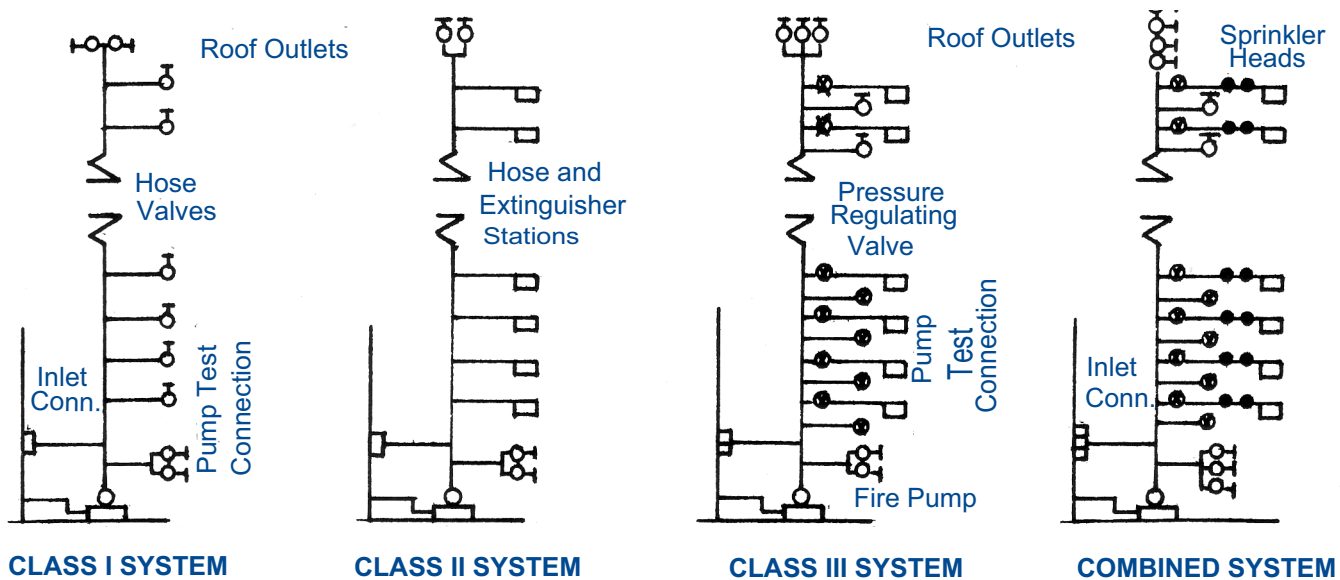 Roof Outlets
Hose
Valves
Inlet
Conn.
Pump Test
Connection
CLASS I SYSTEM
Hose and
Extinguisher
Stations
CLASS II SYSTEM
Roof Outlets
Pressure
Regulating
Valve
Pump
Test
Connection
Fire Pump
CLASS III SYSTEM
Sprinkler
Heads
Inlet
Conn.
COMBINED SYSTEM